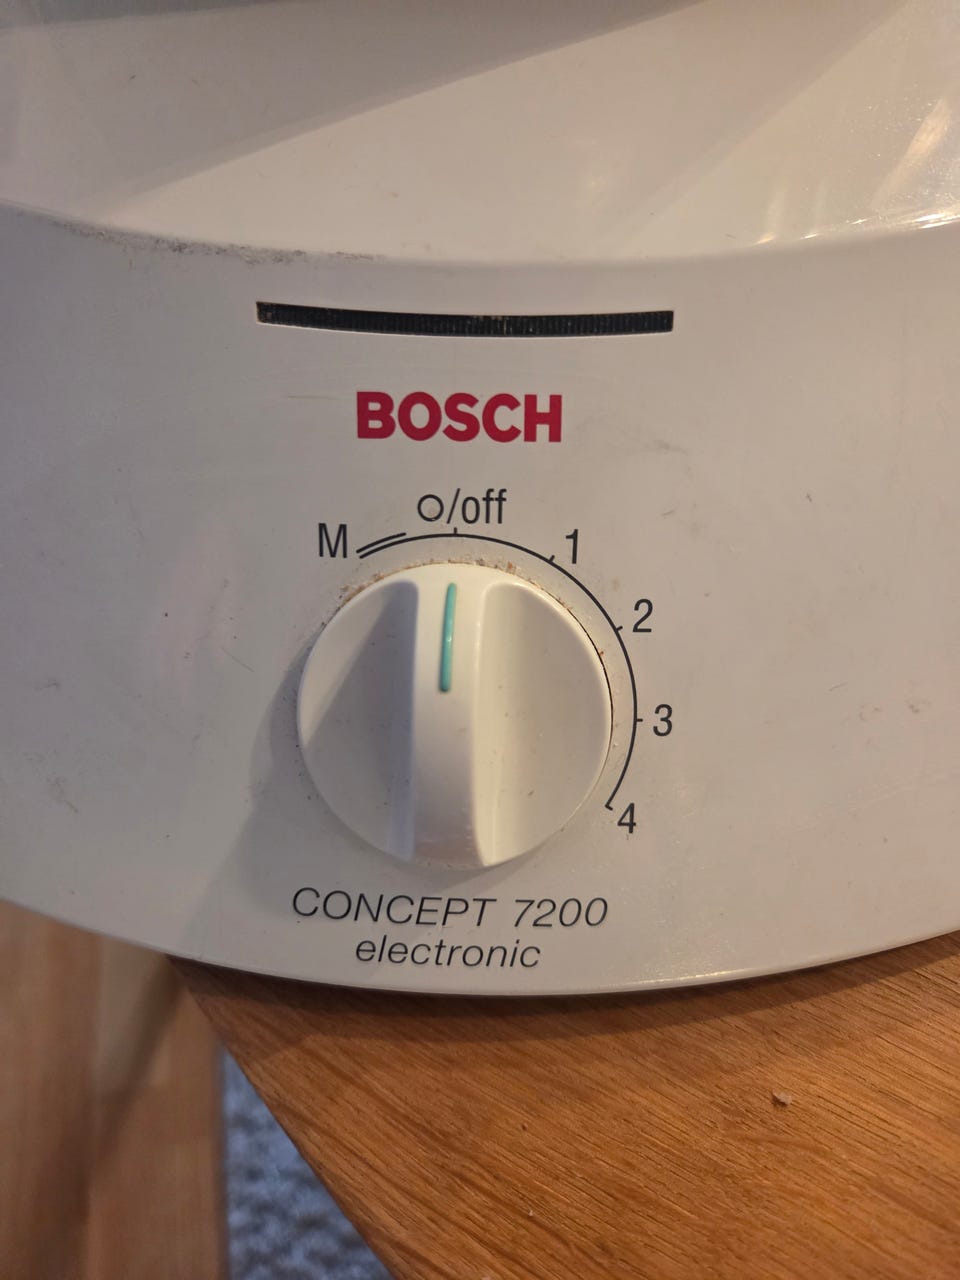 BOSCH
O/off
M
1
2
3
4
CONCEPT 7200
electronic